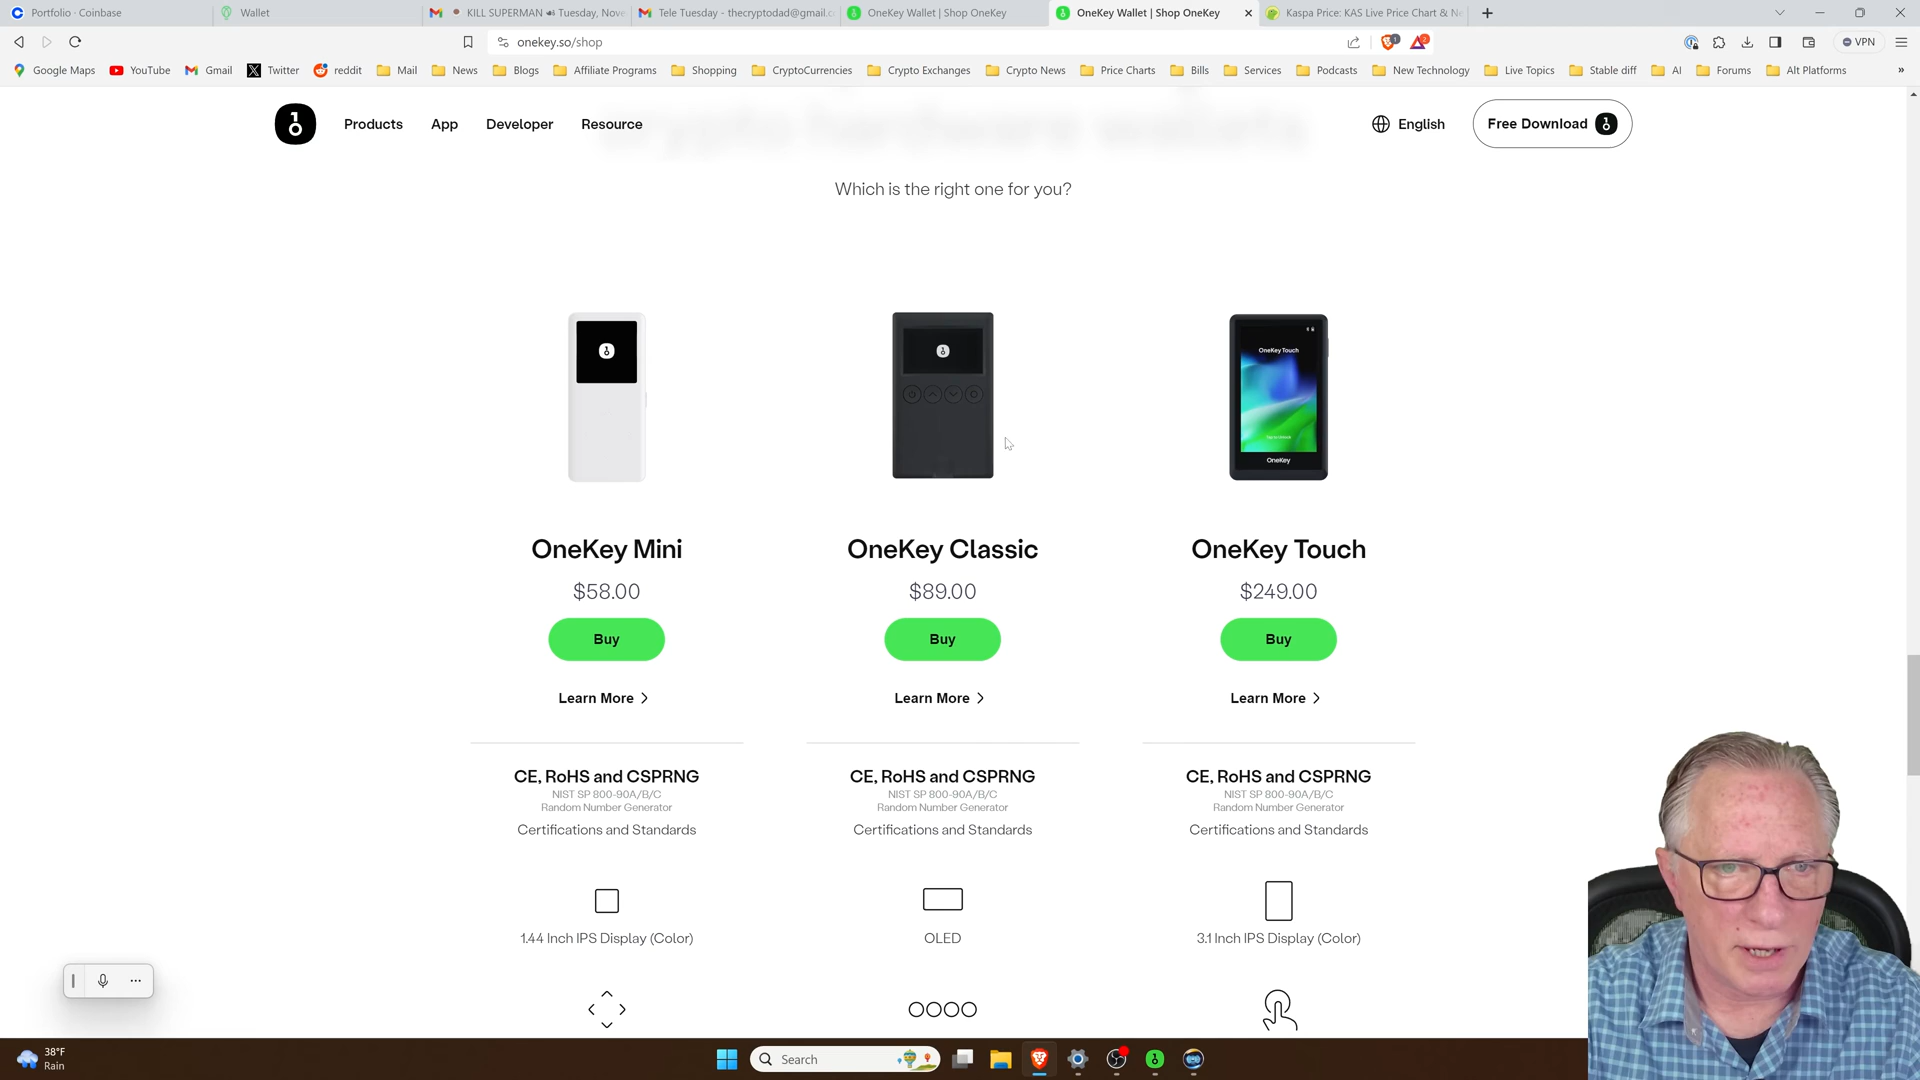 Portfolio · Coinbase
Wallet
KILL SUPERMAN Tuesday, Nove
Tele Tuesday - thecryptodad@gmail.c
OneKey Wallet | Shop OneKey
OneKey Wallet | Shop OneKey
Kaspa Price: KAS Live Price Chart & Ne
onekey.so/shop
1
2
VPN
Google Maps
YouTube
Gmail
Twitter
reddit
Mail
News
Blogs
Affiliate Programs
Shopping
CryptoCurrencies
Crypto Exchanges
Crypto News
Price Charts
Bills
Services
Podcasts
New Technology
Live Topics
Stable diff
AI
Forums
Alt Platforms
»
Products
App
Developer
Resource
English
Free Download
crypto hardware wallets
Which is the right one for you?
OneKey Touch
OneKey
OneKey Mini
OneKey Classic
OneKey Touch
$58.00
$89.00
$249.00
Buy
Buy
Buy
Learn More
Learn More
Learn More
CE, RoHS and CSPRNG
NIST SP 800-90A/B/C
Random Number Generator
Certifications and Standards
CE, RoHS and CSPRNG
NIST SP 800-90A/B/C
Random Number Generator
Certifications and Standards
CE, RoHS and CSPRNG
NIST SP 800-90A/B/C
Random Number Generator
Certifications and Standards
1.44 Inch IPS Display (Color)
OLED
3.1 Inch IPS Display (Color)
38°F
Rain
Search